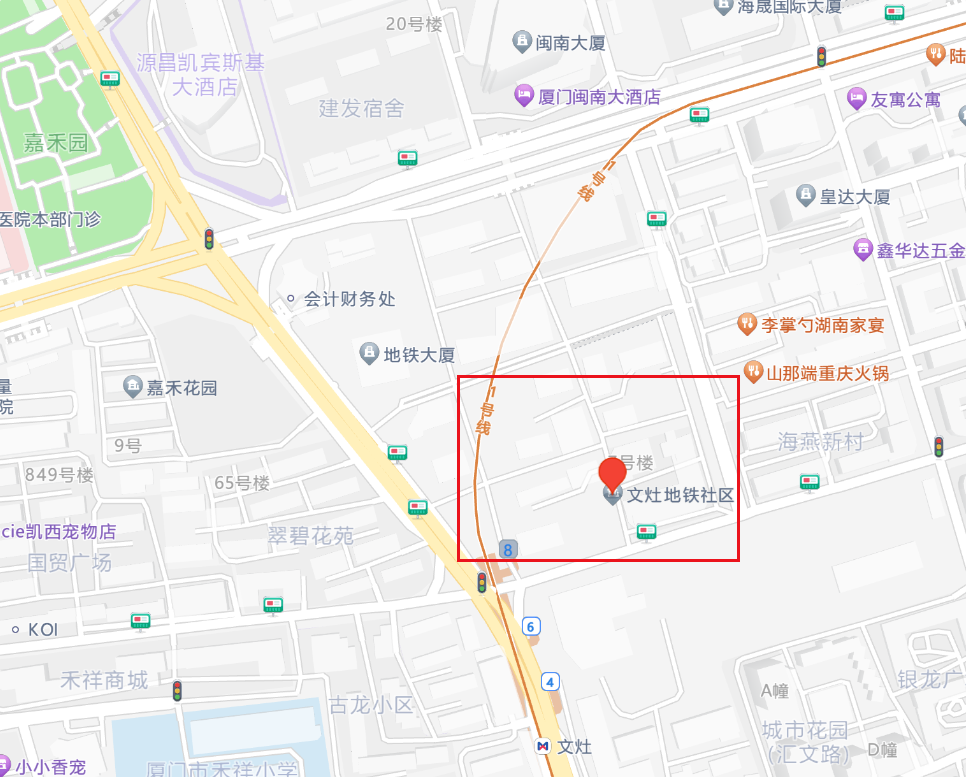 20号楼
海晟国际大厦
闽南大厦
源昌凯宾斯基
大酒店
陆
厦门闽南大酒店
友寓公寓
建发宿舍
嘉禾园
1号线
皇达大厦
医院本部门诊
鑫华达五金
会计财务处
李掌勺湖南家宴
地铁大厦
山那端重庆火锅
量
院
嘉禾花园
1号线
9号
海燕新村
号楼
849号楼
65号楼
文灶地铁社区
cie凯西宠物店
翠碧花苑
8
国贸广场
KOI
6
禾祥商城
4
A幢
银龙广
古龙小区
城市花园
(汇文路)
文灶
D幢
小小香宠
厦门市禾祥小学